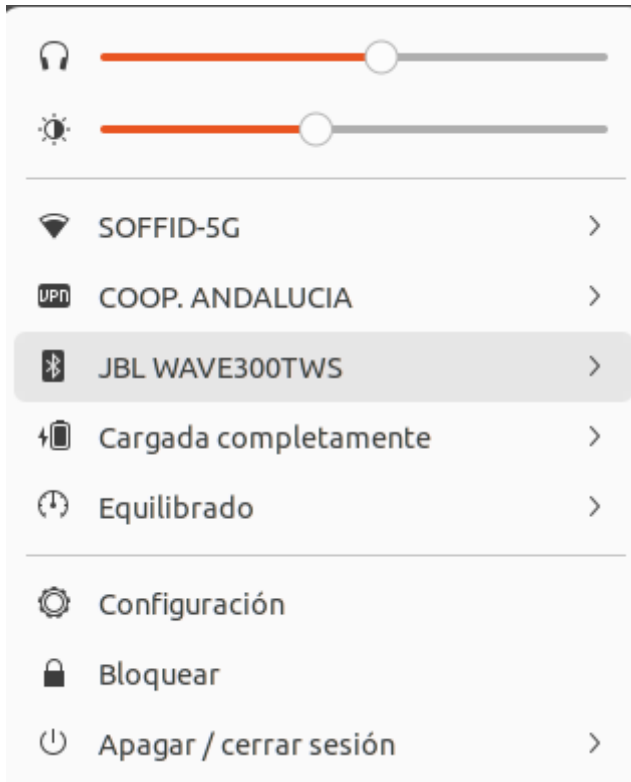 SOFFID-5G
VPN COOP. ANDALUCIA
JBL WAVE300TWS
Cargada completamente
Equilibrado
Configuración
Bloquear
Apagar / cerrar sesión